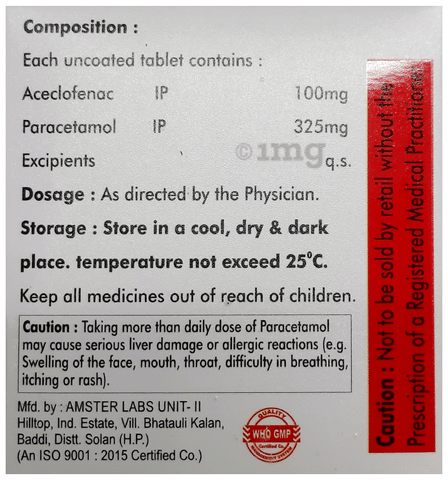 Composition :
Each uncoated tablet contains :
Aceclofenac IP 100mg
Paracetamol IP 325mg
Excipients q.s.
©1mg
Dosage : As directed by the Physician.
Storage : Store in a cool, dry & dark
place. temperature not exceed 25°C.
Keep all medicines out of reach of children.
Caution : Taking more than daily dose of Paracetamol
may cause serious liver damage or allergic reactions (e.g.
Swelling of the face, mouth, throat, difficulty in breathing,
itching or rash).
Mfd. by : AMSTER LABS UNIT- II
Hilltop, Ind. Estate, Vill. Bhatauli Kalan,
Baddi, Distt. Solan (H.P.)
(An ISO 9001 : 2015 Certified Co.)
QUALITY
WHO GMP
Certified Co.
Caution : Not to be sold by retail without the
Prescription of a Registered Medical Practitioner